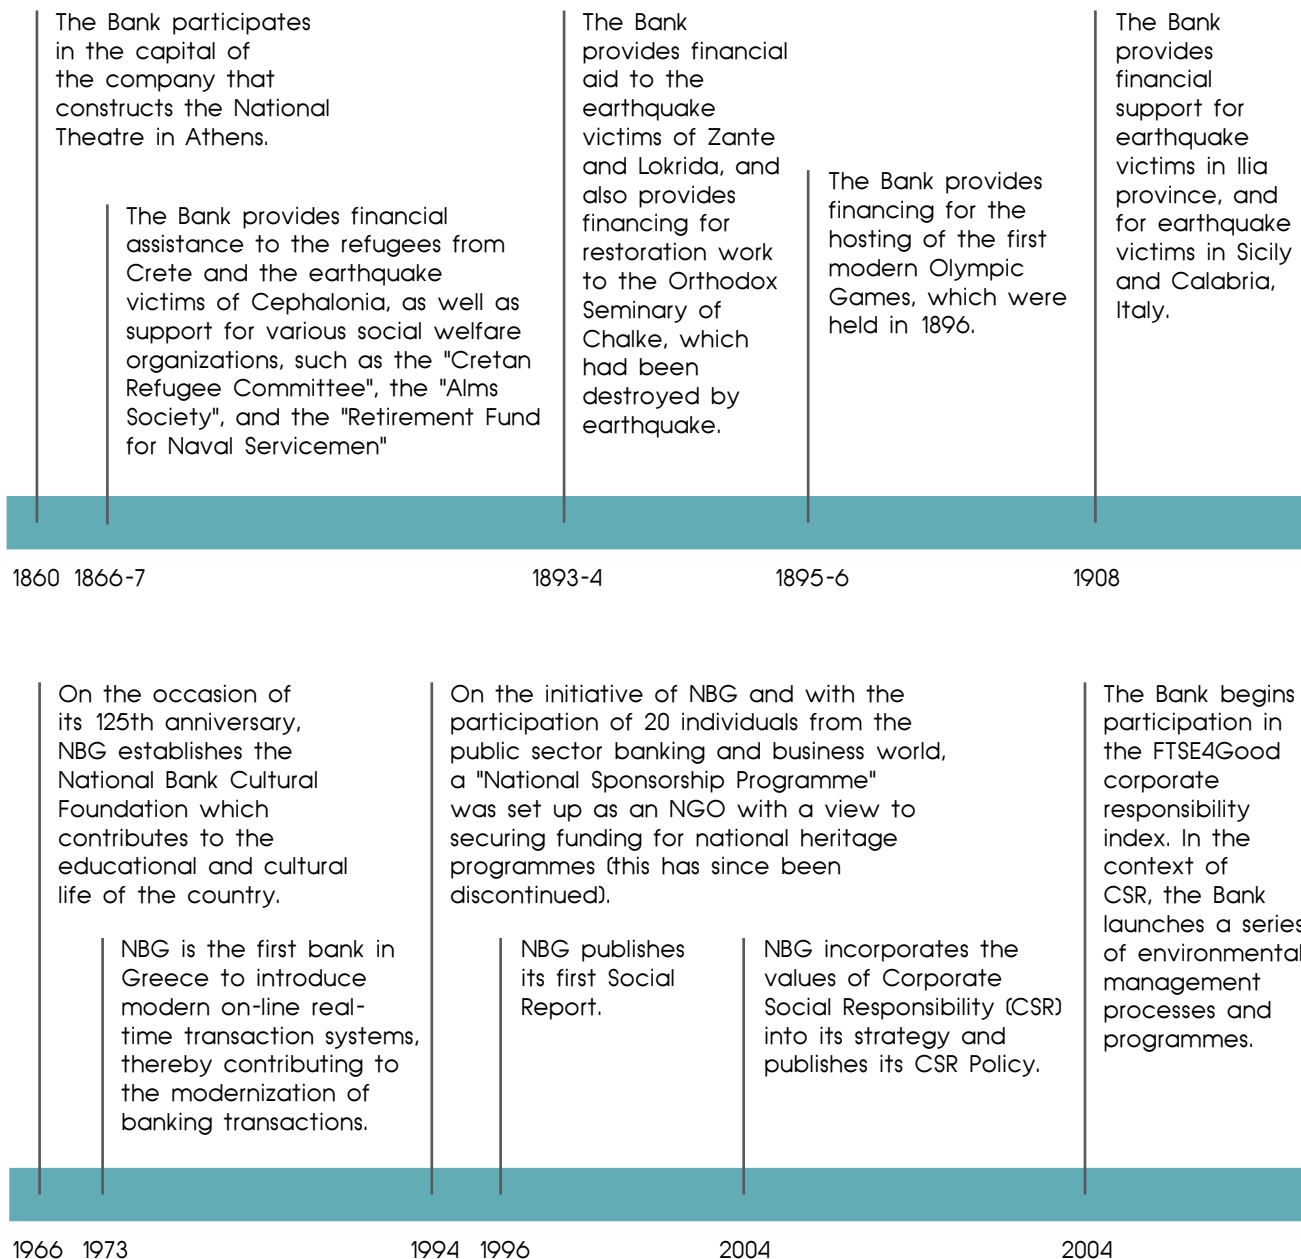 The Bank participates
in the capital of
the company that
constructs the National
Theatre in Athens.
The Bank provides financial
assistance to the refugees from
Crete and the earthquake
victims of Cephalonia, as well as
support for various social welfare
organizations, such as the "Cretan
Refugee Committee", the "Alms
Society", and the "Retirement Fund
for Naval Servicemen"
The Bank
provides financial
aid to the
earthquake
victims of Zante
and Lokrida, and
also provides
financing for
restoration work
to the Orthodox
Seminary of
Chalke, which
had been
destroyed by
earthquake.
The Bank provides
financing for the
hosting of the first
modern Olympic
Games, which were
held in 1896.
The Bank
provides
financial
support for
earthquake
victims in Ilia
province, and
for earthquake
victims in Sicily
and Calabria,
Italy.
1860 1866-7 1893-4 1895-6 1908
On the occasion of
its 125th anniversary,
NBG establishes the
National Bank Cultural
Foundation which
contributes to the
educational and cultural
life of the country.
NBG is the first bank in
Greece to introduce
modern on-line real-
time transaction systems,
thereby contributing to
the modernization of
banking transactions.
On the initiative of NBG and with the
participation of 20 individuals from the
public sector banking and business world,
a "National Sponsorship Programme"
was set up as an NGO with a view to
securing funding for national heritage
programmes (this has since been
discontinued).
NBG publishes
its first Social
Report.
NBG incorporates the
values of Corporate
Social Responsibility (CSR)
into its strategy and
publishes its CSR Policy.
The Bank begins
participation in
the FTSE4Good
corporate
responsibility
index. In the
context of
CSR, the Bank
launches a series
of environmental
management
processes and
programmes.
1966 1973 1994 1996 2004 2004